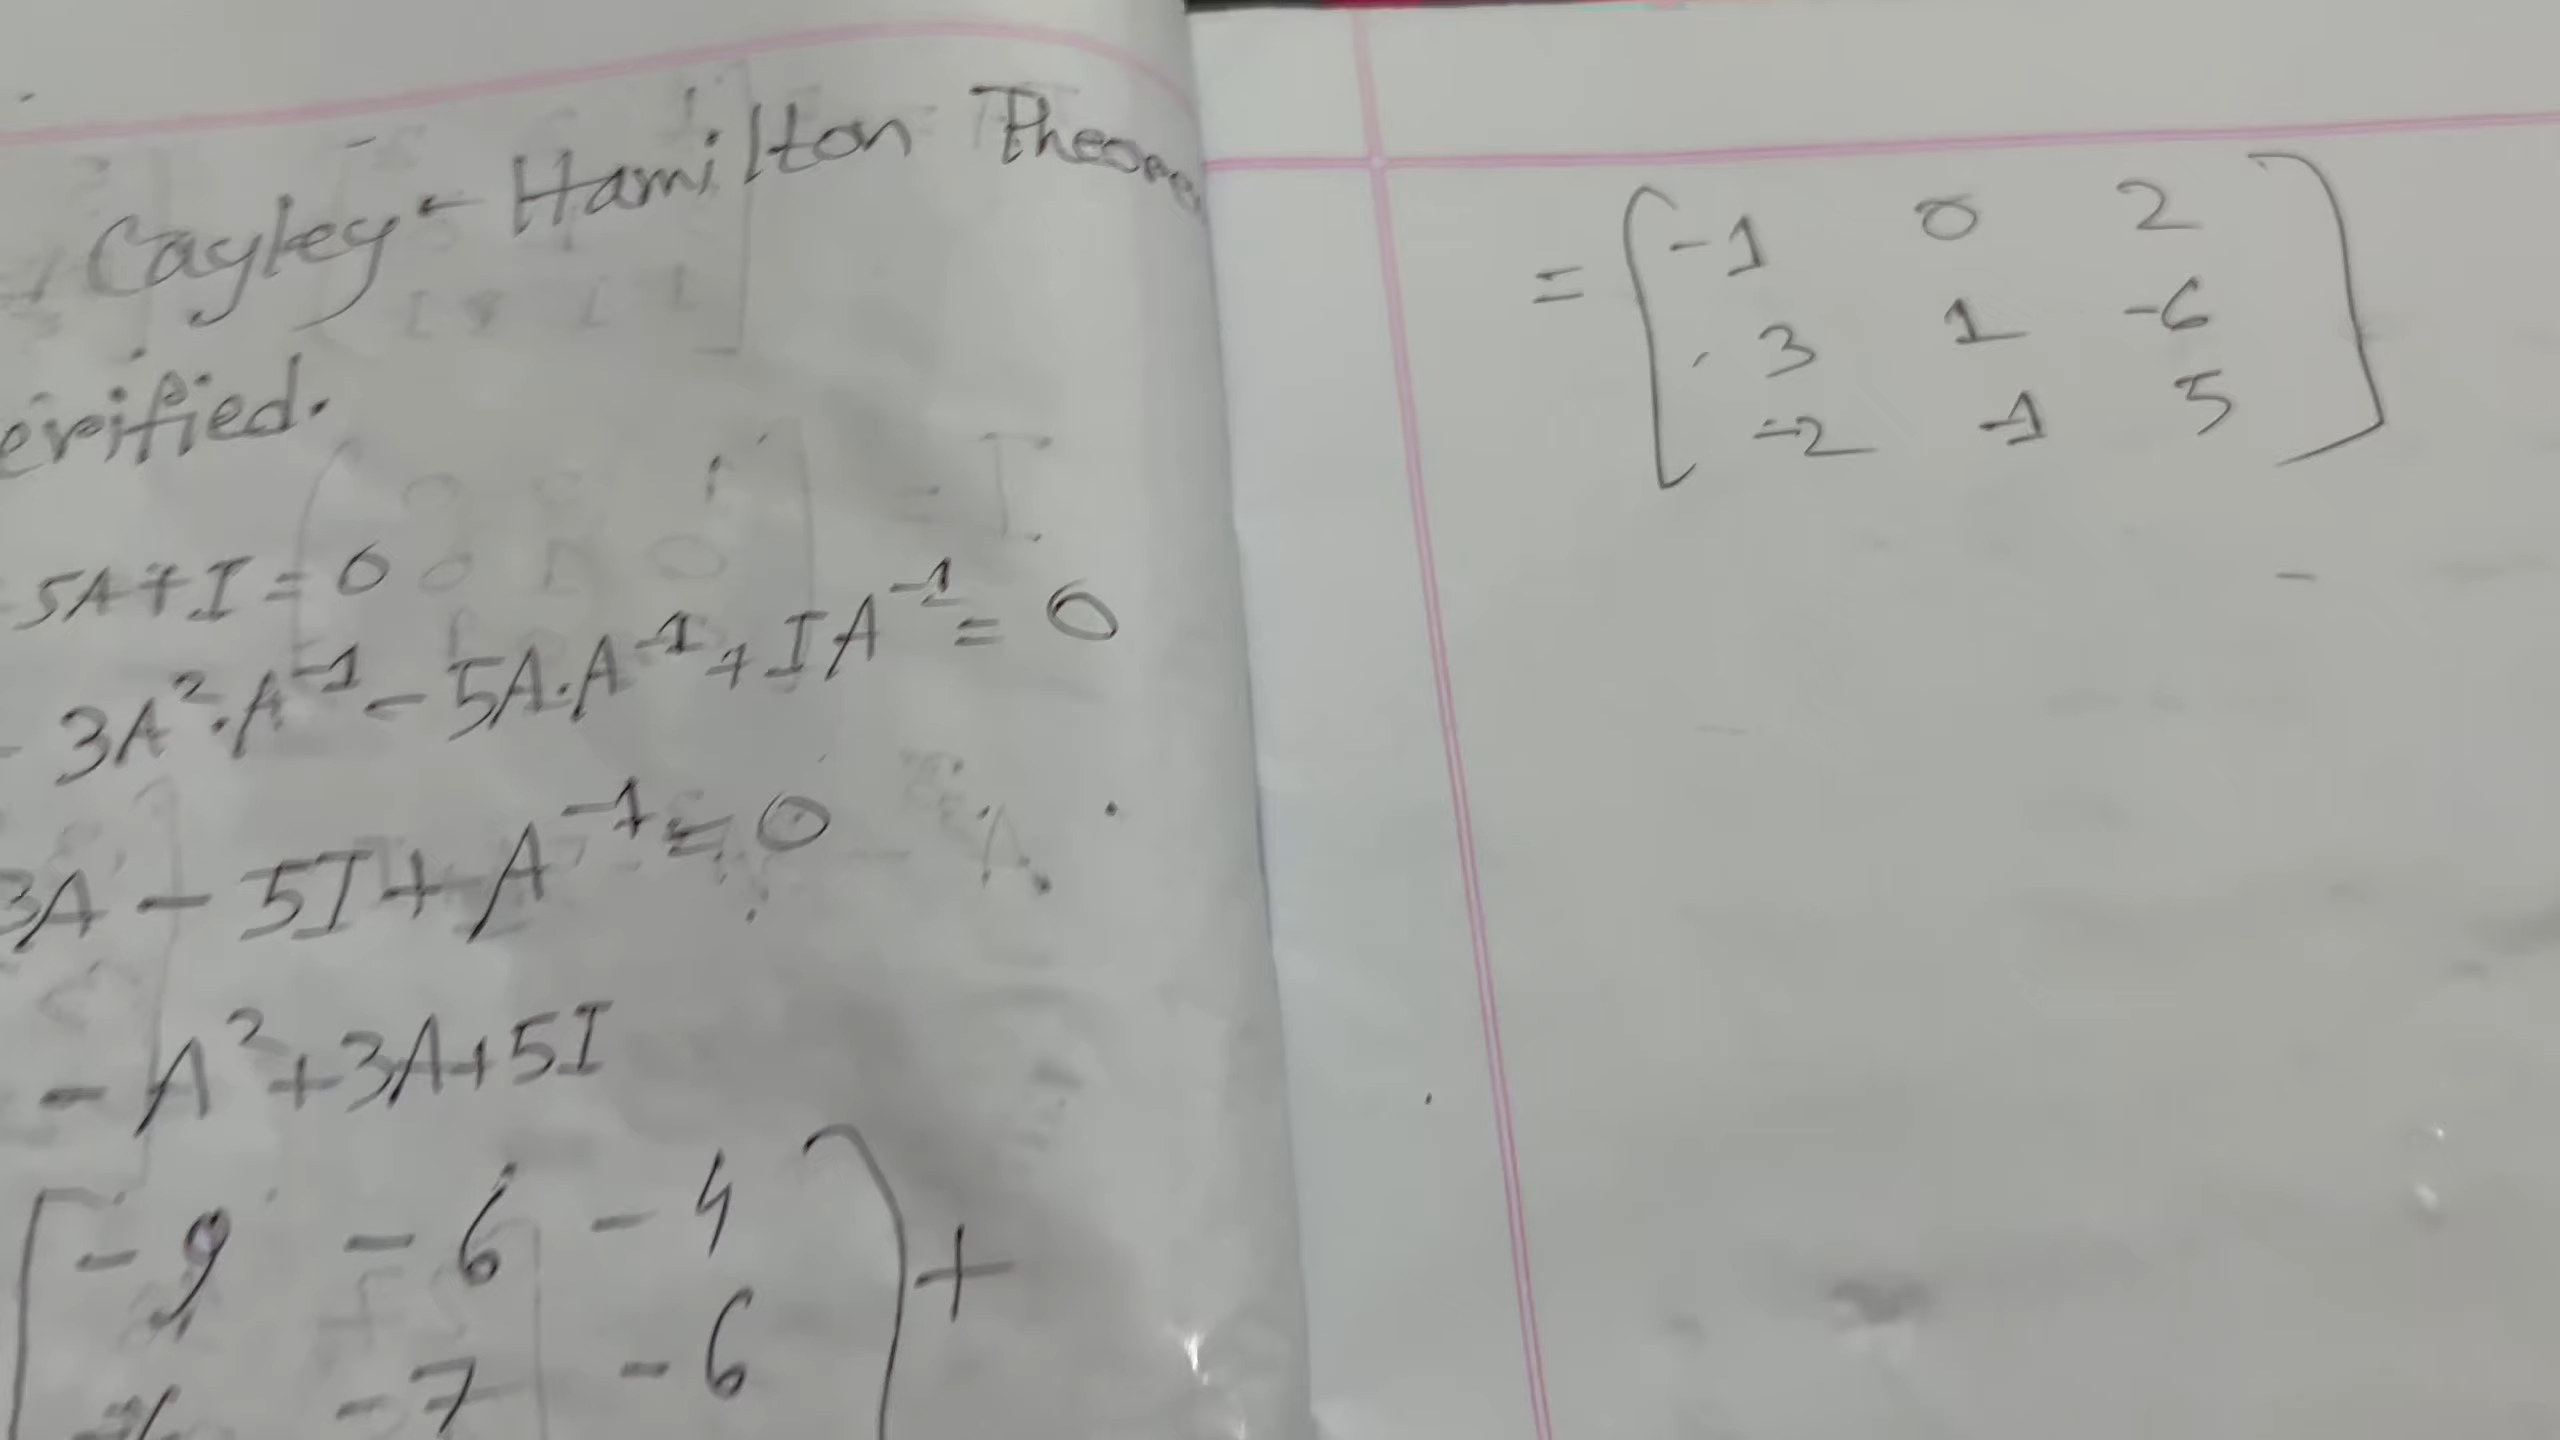 Cayley-Hamilton Theore
erified.
- 5A+I=0
- 3A²·A⁻¹ - 5A·A⁻¹ + IA⁻¹ = 0
3A - 5I + A⁻¹ = 0
- A² + 3A + 5I
[ -9 -6 -4 ] +
-7 -6
= [ -1 0 2
3 1 -6
-2 -1 5 ]